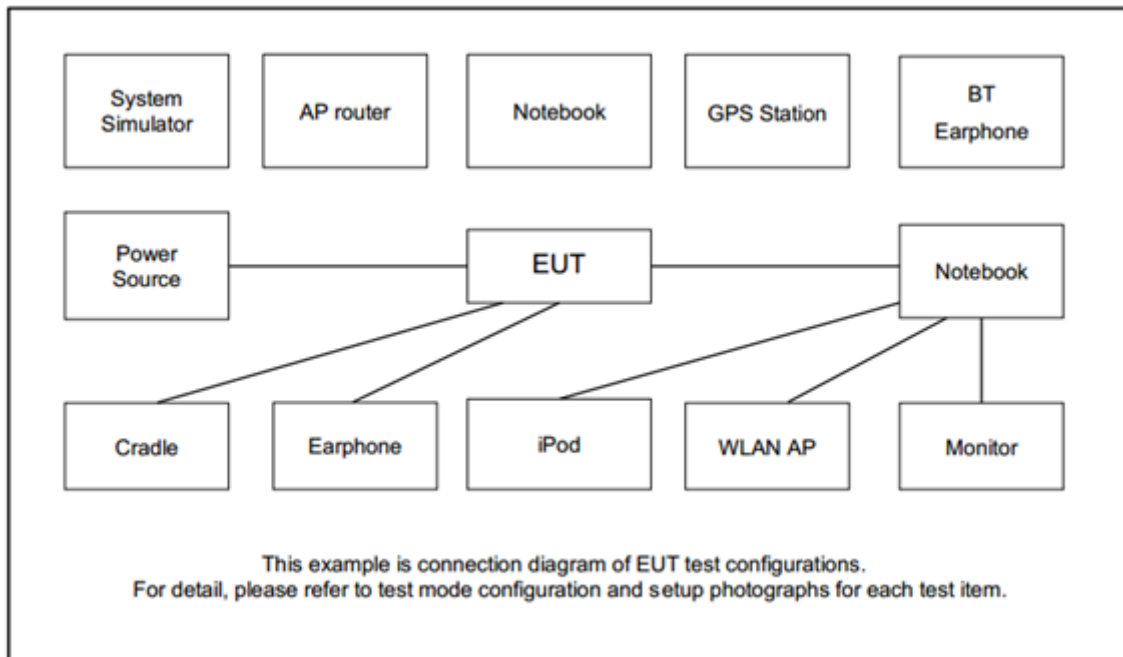 System
Simulator
AP router
Notebook
GPS Station
BT
Earphone
Power
Source
EUT
Notebook
Cradle
Earphone
iPod
WLAN AP
Monitor
This example is connection diagram of EUT test configurations.
For detail, please refer to test mode configuration and setup photographs for each test item.